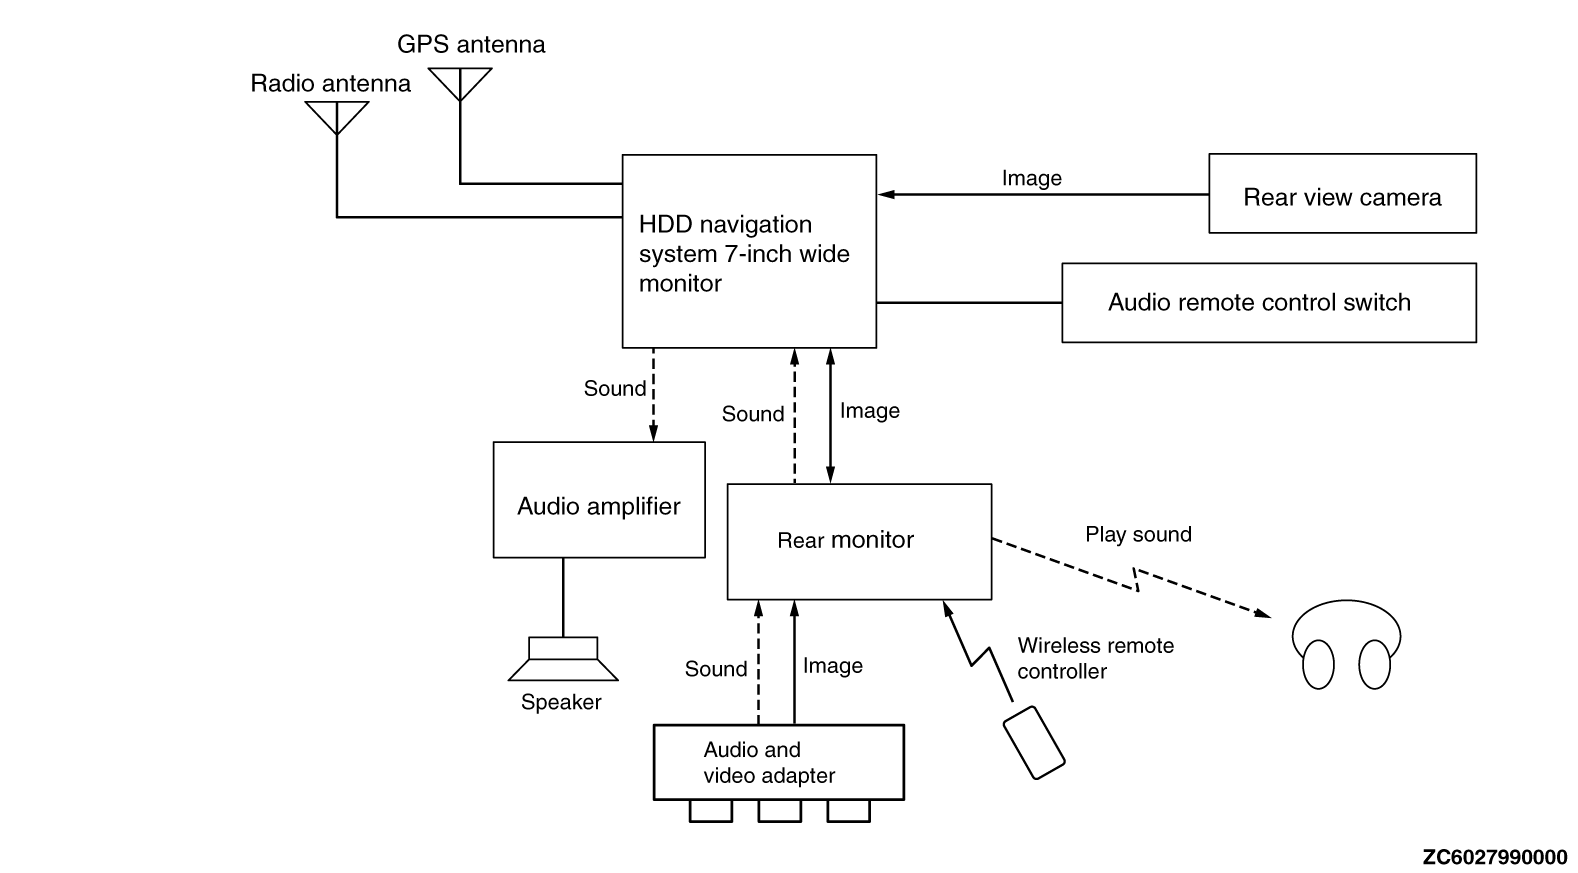 GPS antenna
Radio antenna
Image
Rear view camera
HDD navigation
system 7-inch wide
monitor
Audio remote control switch
Sound
Sound
Image
Audio amplifier
Rear monitor
Play sound
Sound
Image
Wireless remote
controller
Speaker
Audio and
video adapter
ZC6027990000